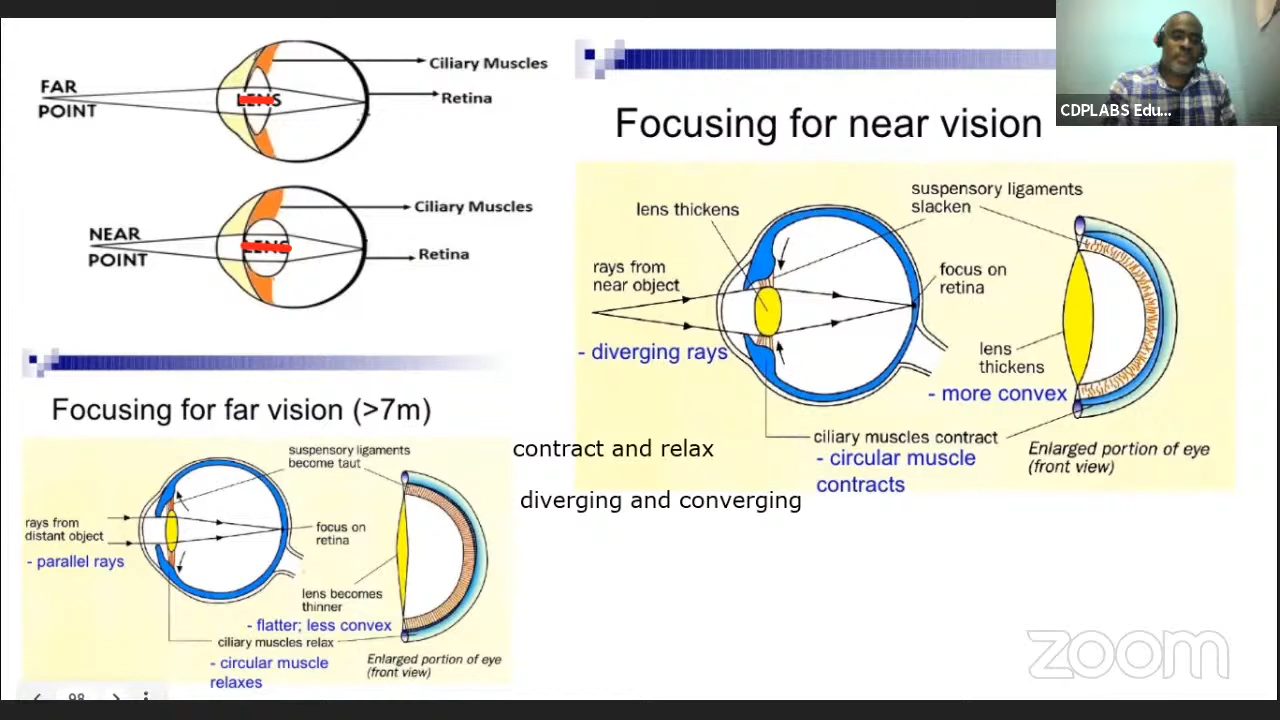 FAR
POINT
LENS
Ciliary Muscles
Retina
NEAR
POINT
LENS
Ciliary Muscles
Retina
Focusing for far vision (>7m)
suspensory ligaments
become taut
rays from
distant object
- parallel rays
focus on
retina
lens becomes
thinner
- flatter; less convex
ciliary muscles relax
- circular muscle
relaxes
Enlarged portion of eye
(front view)
98
contract and relax
diverging and converging
Focusing for near vision
lens thickens
suspensory ligaments
slacken
rays from
near object
- diverging rays
focus on
retina
lens
thickens
- more convex
ciliary muscles contract
- circular muscle
contracts
Enlarged portion of eye
(front view)
CDPLABS Edu...
zoom